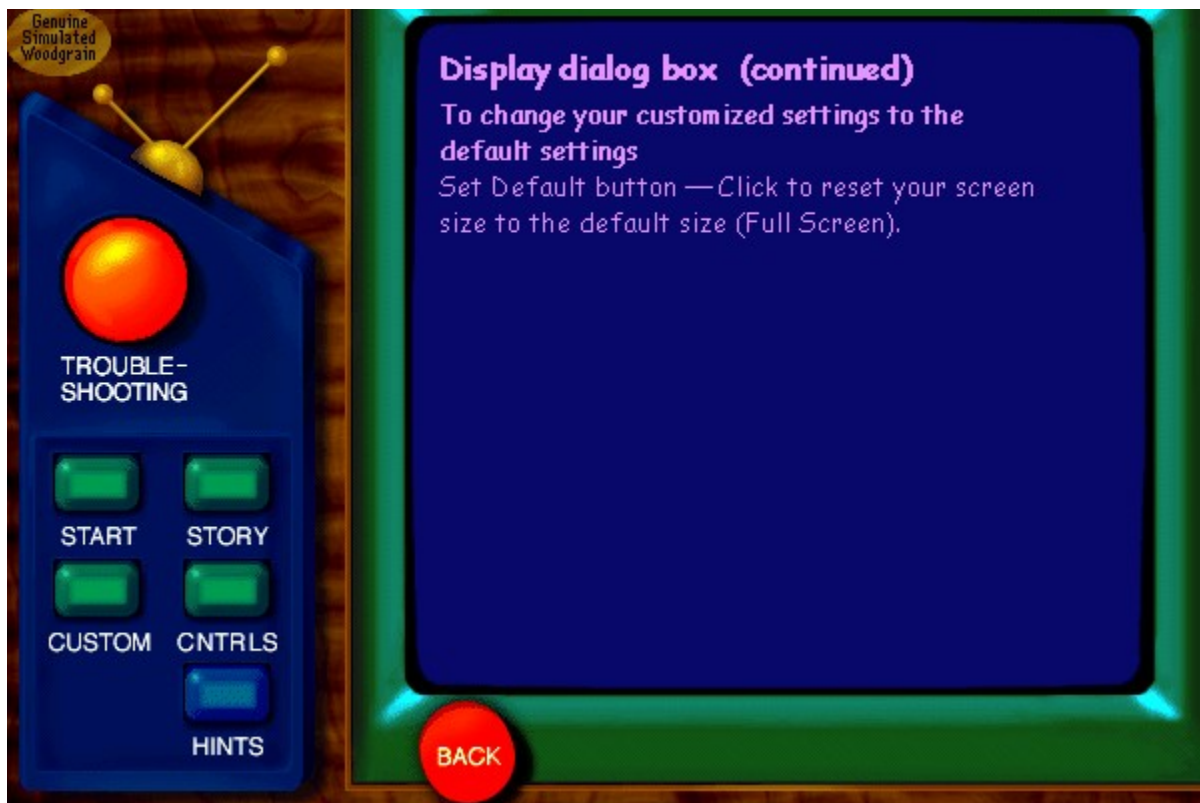 Genuine
Simulated
Woodgrain
TROUBLE-
SHOOTING
START
STORY
CUSTOM
CNTRLS
HINTS
Display dialog box (continued)
To change your customized settings to the
default settings
Set Default button — Click to reset your screen
size to the default size (Full Screen).
BACK